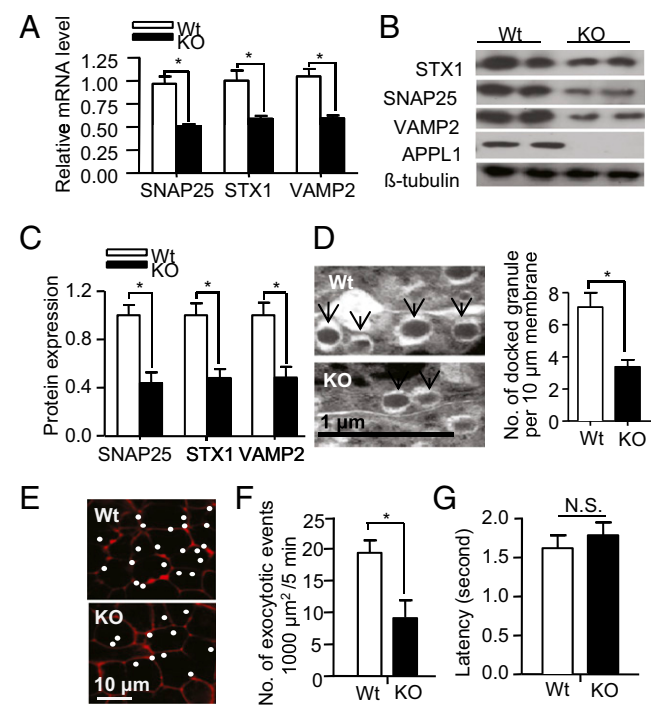 A
Wt
KO
Relative mRNA level
1.25
1.00
0.75
0.50
0.25
0.00
*
*
*
SNAP25 STX1 VAMP2
B
Wt KO
STX1
SNAP25
VAMP2
APPL1
ß-tubulin
C
Wt
KO
Protein expression
1.2
0.8
0.4
0.0
*
*
*
SNAP25 STX1 VAMP2
D
Wt
KO
1 µm
No. of docked granule
per 10 µm membrane
8
6
4
2
0
*
Wt KO
E
Wt
KO
10 µm
F
No. of exocytotic events
1000 µm²/5 min
25
20
15
10
5
0
*
Wt KO
G
Latency (second)
2.0
1.5
1.0
0.5
0.0
N.S.
Wt KO